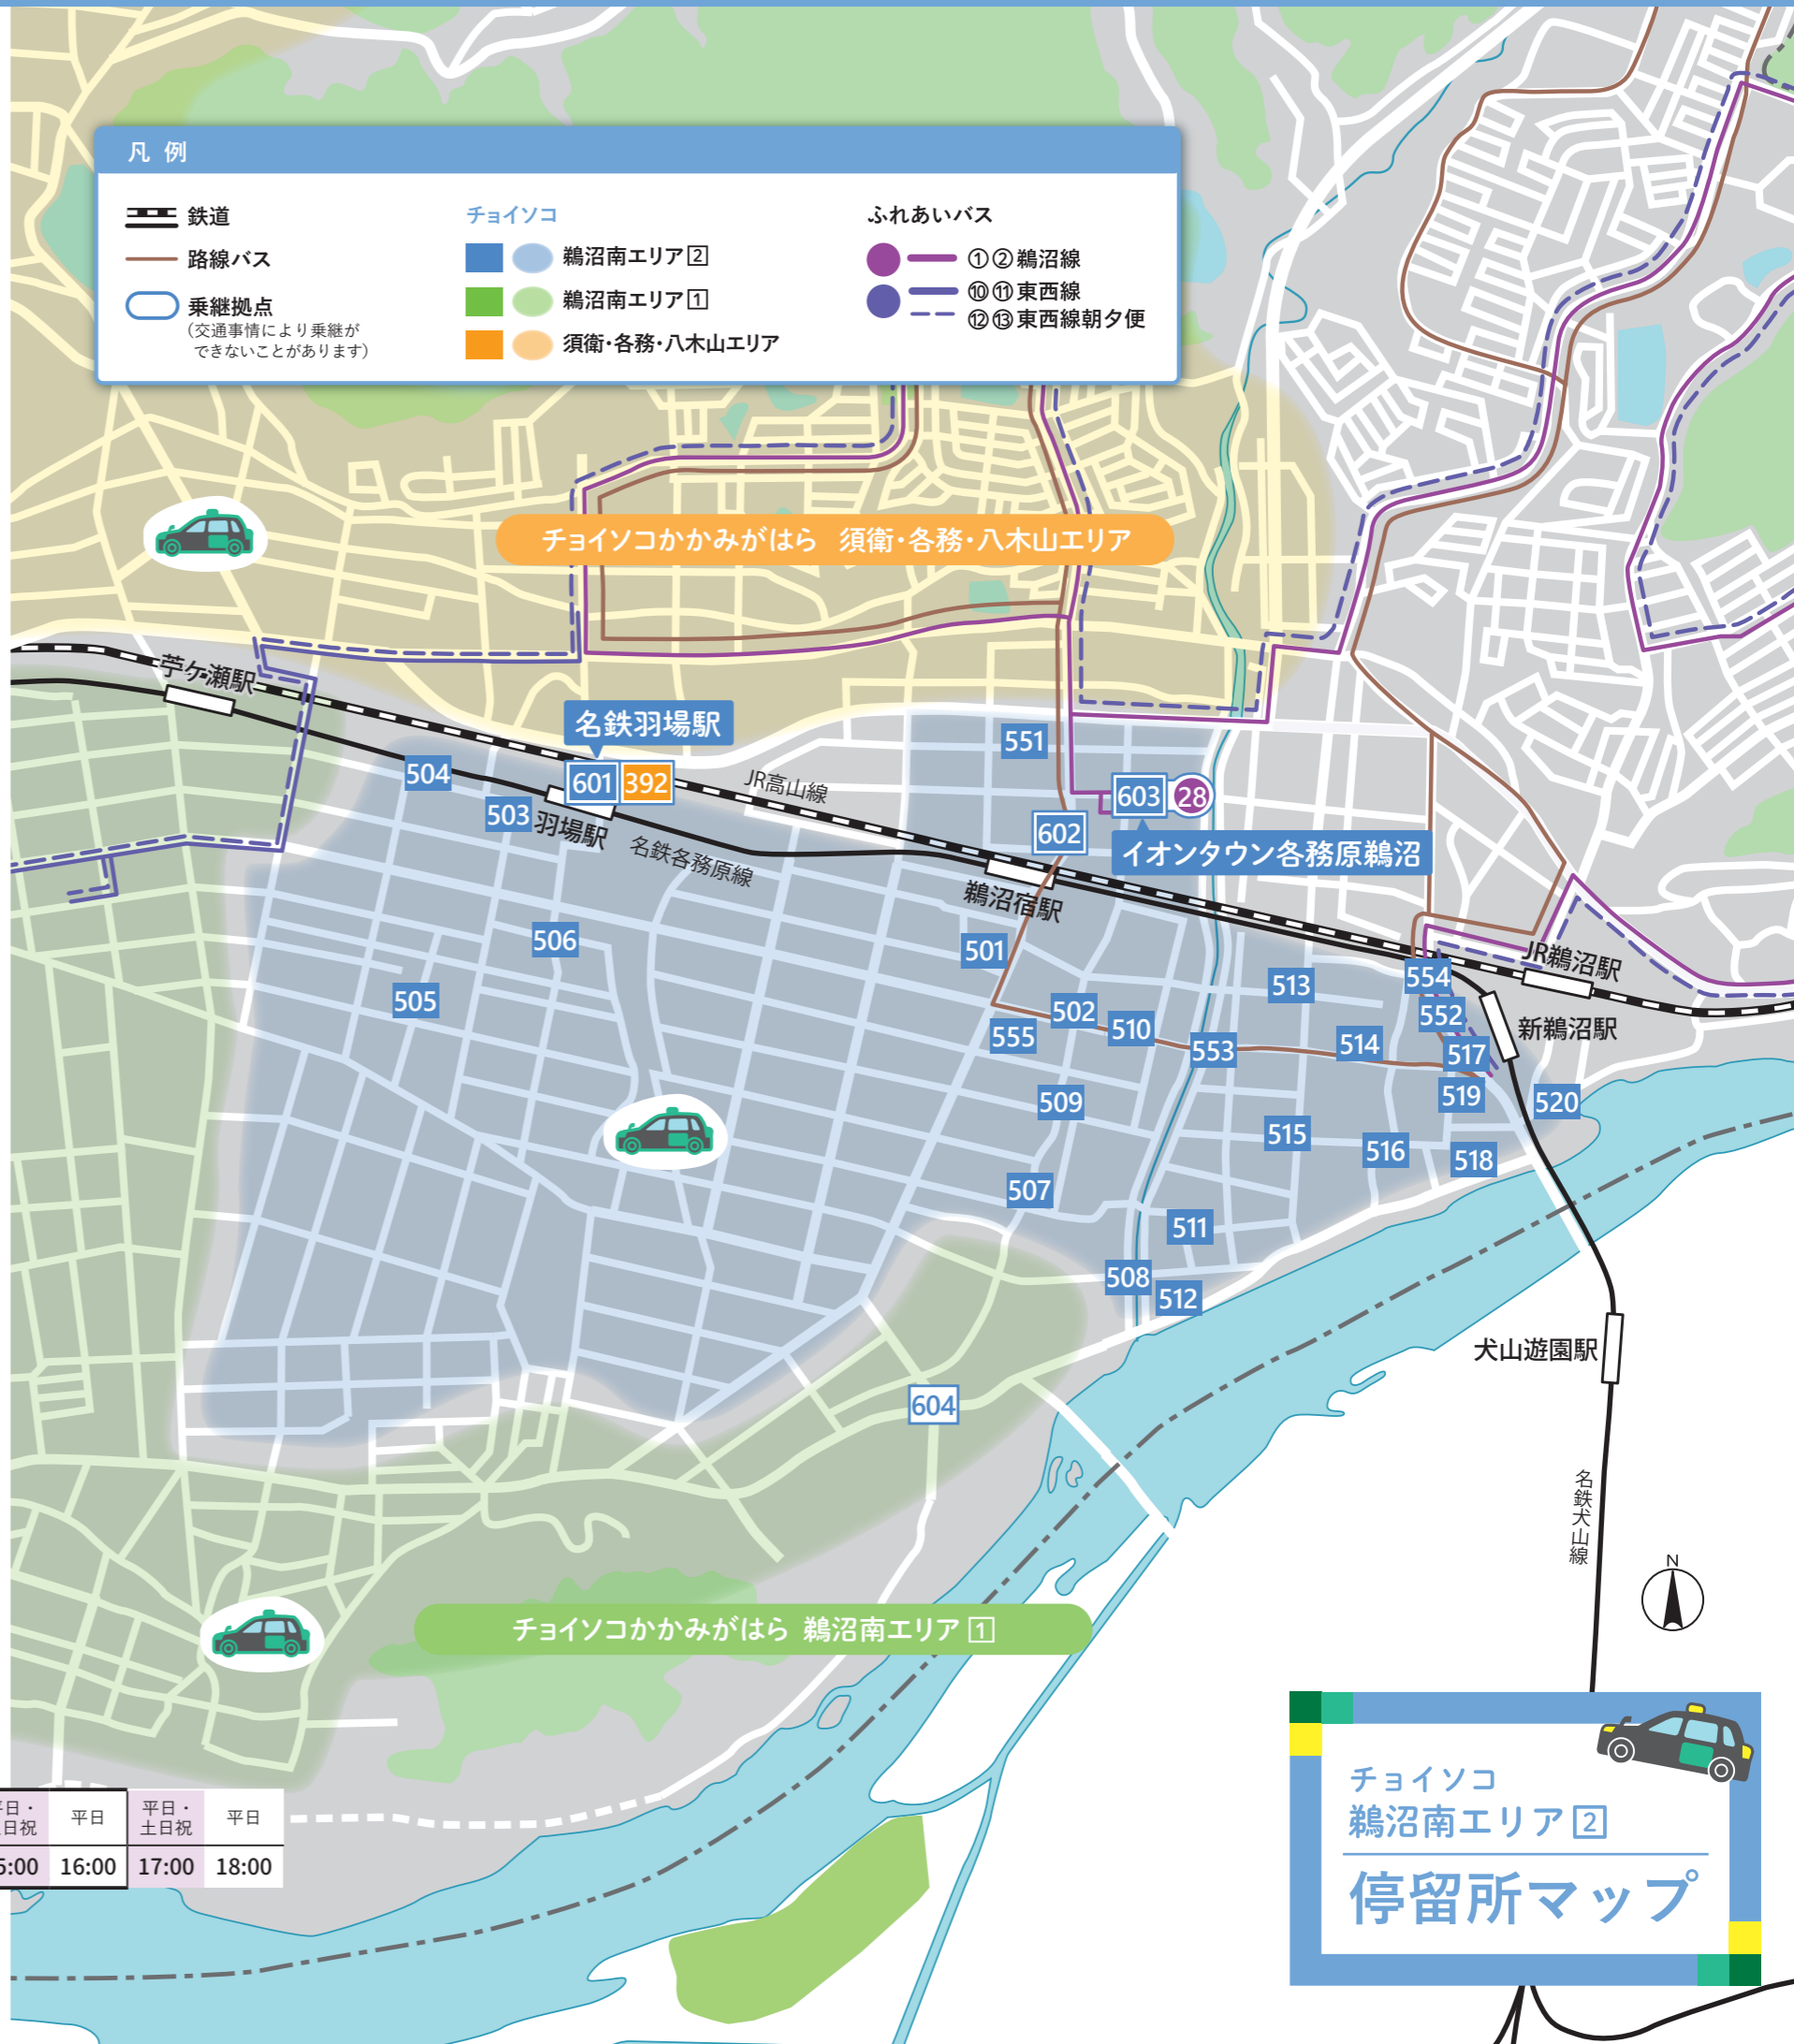 凡 例
鉄道
路線バス
乗継拠点
(交通事情により乗継が
できないことがあります)
チョイソコ
鵜沼南エリア2
鵜沼南エリア1
須衛・各務・八木山エリア
ふれあいバス
①②鵜沼線
⑩⑪東西線
⑫⑬東西線朝夕便
チョイソコかかみがはら 須衛・各務・八木山エリア
苧ケ瀬駅
名鉄羽場駅
551
504
601
392
JR高山線
603
28
503
羽場駅
602
名鉄各務原線
イオンタウン各務原鵜沼
鵜沼宿駅
506
501
JR鵜沼駅
554
513
505
502
552
新鵜沼駅
555
510
553
514
517
509
519
520
515
516
518
507
511
508
512
犬山遊園駅
604
名鉄犬山線
N
チョイソコかかみがはら 鵜沼南エリア1
チョイソコ
鵜沼南エリア2
停留所マップ
平日
平日・
土日祝
平日
16:00
17:00
18:00